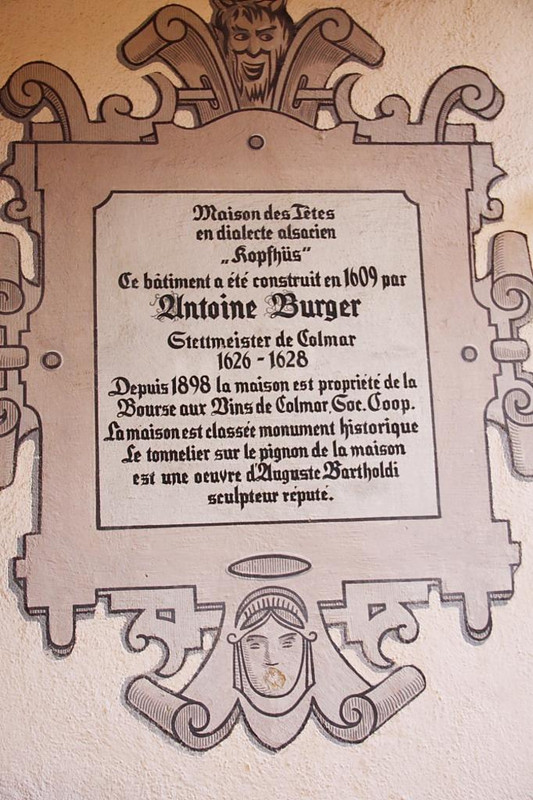 Maison des Têtes
en dialecte alsacien
„Kopfhüs”
Ce bâtiment a été construit en 1609 par
Antoine Burger
Stettmeister de Colmar
1626 - 1628
Depuis 1898 la maison est propriété de la
Bourse aux Vins de Colmar, Soc. Coop.
La maison est classée monument historique
Le tonnelier sur le pignon de la maison
est une oeuvre d'Auguste Bartholdi
sculpteur réputé.